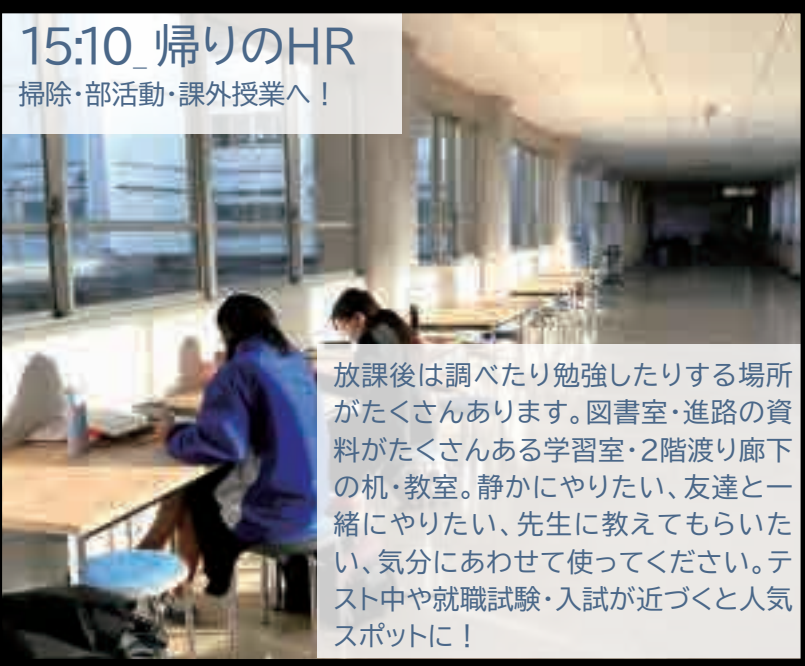 15:10_帰りのHR
掃除・部活動・課外授業へ！
放課後は調べたり勉強したりする場所
がたくさんあります。図書室・進路の資
料がたくさんある学習室・2階渡り廊下
の机・教室。静かにやりたい、友達と一
緒にやりたい、先生に教えてもらいた
い、気分にあわせて使ってください。テ
スト中や就職試験・入試が近づくと人気
スポットに！